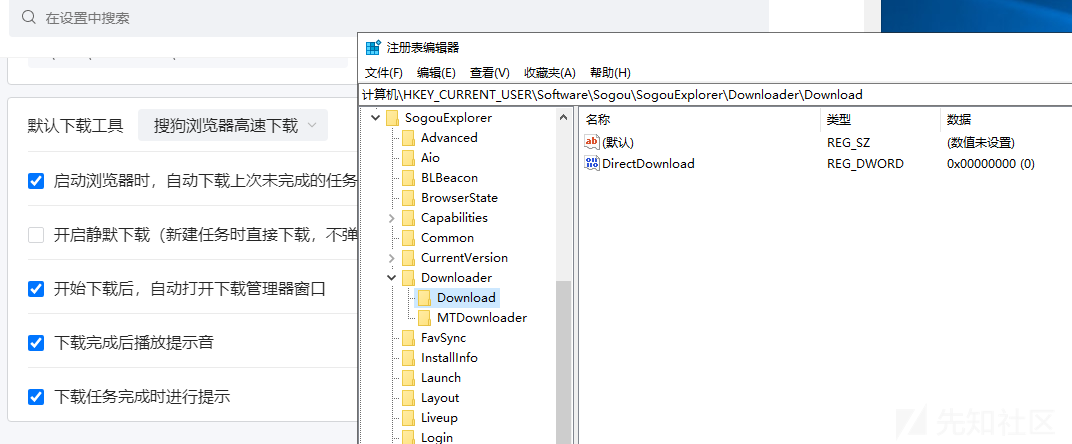 在设置中搜索
默认下载工具 搜狗浏览器高速下载
启动浏览器时，自动下载上次未完成的任务
开启静默下载（新建任务时直接下载，不弹
开始下载后，自动打开下载管理器窗口
下载完成后播放提示音
下载任务完成时进行提示
注册表编辑器
文件(F) 编辑(E) 查看(V) 收藏夹(A) 帮助(H)
计算机\HKEY_CURRENT_USER\Software\Sogou\SogouExplorer\Downloader\Download
SogouExplorer
Advanced
Aio
BLBeacon
BrowserState
Capabilities
Common
CurrentVersion
Downloader
Download
MTDownloader
FavSync
InstallInfo
Launch
Layout
Liveup
Login
名称 类型 数据
(默认) REG_SZ (数值未设置)
DirectDownload REG_DWORD 0x00000000 (0)
先知社区